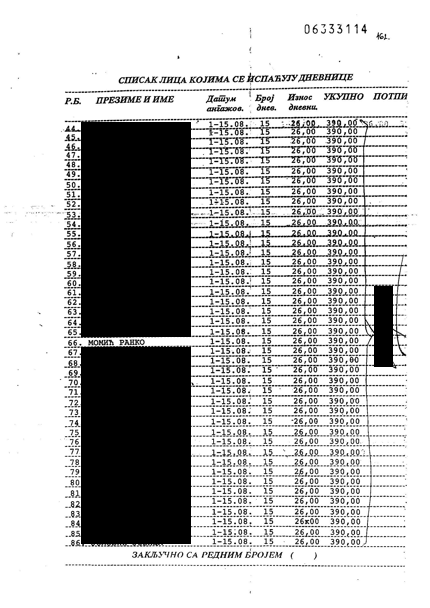 06333114
461.
СПИСАК ЛИЦА КОЈИМА СЕ ИСПЛАЋУЈУ ДНЕВНИЦЕ
Р.Б. ПРЕЗИМЕ И ИМЕ Датум ангажов. Број днев. Износ дневн. УКУПНО ПОТПИ
44. 1-15.08. 15 26,00 390,00
45. 1-15.08. 15 26,00 390,00
46. 1-15.08. 15 26,00 390,00
47. 1-15.08. 15 26,00 390,00
48. 1-15.08. 15 26,00 390,00
49. 1-15.08. 15 26,00 390,00
50. 1-15.08. 15 26,00 390,00
51. 1-15.08. 15 26,00 390,00
52. 1-15.08. 15 26,00 390,00
53. 1-15.08. 15 26,00 390,00
54. 1-15.08. 15 26,00 390,00
55. 1-15.08. 15 26,00 390,00
56. 1-15.08. 15 26,00 390,00
57. 1-15.08. 15 26,00 390,00
58. 1-15.08. 15 26,00 390,00
59. 1-15.08. 15 26,00 390,00
60. 1-15.08. 15 26,00 390,00
61. 1-15.08. 15 26,00 390,00
62. 1-15.08. 15 26,00 390,00
63. 1-15.08. 15 26,00 390,00
64. 1-15.08. 15 26,00 390,00
65. 1-15.08. 15 26,00 390,00
66. МОМИЋ РАНКО 1-15.08. 15 26,00 390,00
67. 1-15.08. 15 26,00 390,00
68. 1-15.08. 15 26,00 390,00
69. 1-15.08. 15 26,00 390,00
70. 1-15.08. 15 26,00 390,00
71 1-15.08. 15 26,00 390,00
72 1-15.08. 15 26,00 390,00
73 1-15.08. 15 26,00 390,00
74 1-15.08. 15 26,00 390,00
75 1-15.08. 15 26,00 390,00
76 1-15.08. 15 26,00 390,00
77 1-15.08. 15 26,00 390,00
78 1-15.08. 15 26,00 390,00
79 1-15.08. 15 26,00 390,00
80 1-15.08. 15 26,00 390,00
81 1-15.08. 15 26,00 390,00
82 1-15.08. 15 26,00 390,00
83 1-15.08. 15 26,00 390,00
84 1-15.08. 15 26ж00 390,00
85 1-15.08. 15 26,00 390,00
86 1-15.08. 15 26,00 390,00
ЗАКЉУЧНО СА РЕДНИМ БРОЈЕМ ( )